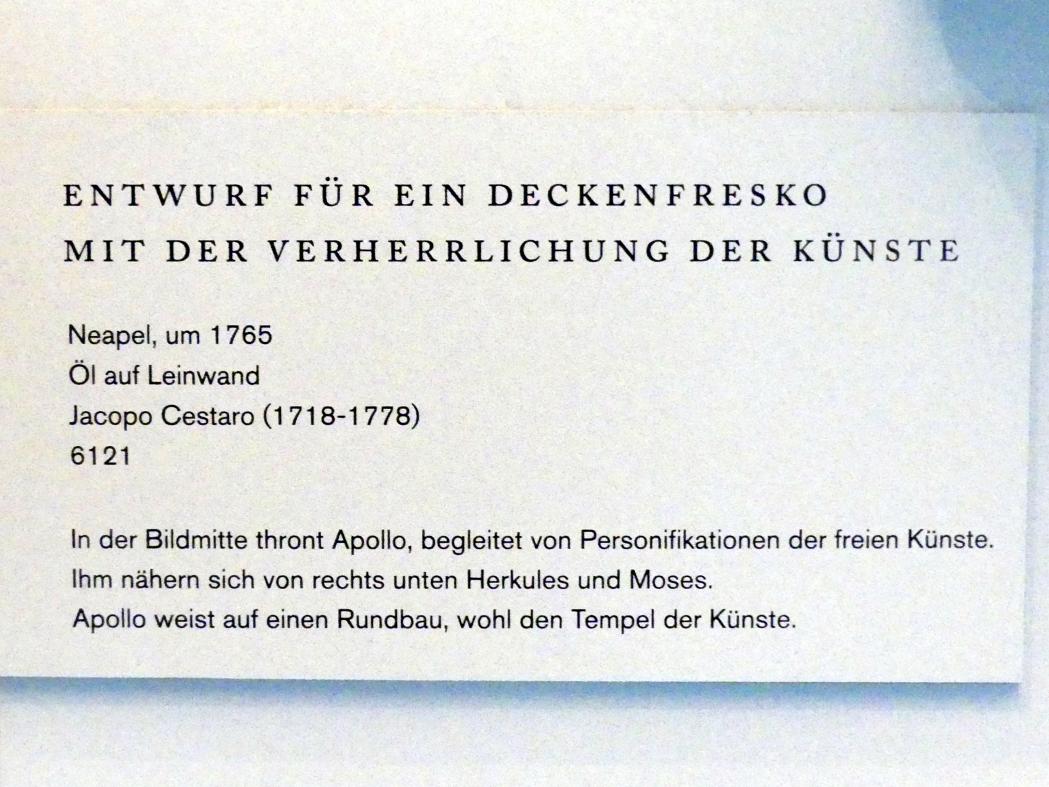 ENTWURF FÜR EIN DECKENFRESKO
MIT DER VERHERRLICHUNG DER KÜNSTE
Neapel, um 1765
Öl auf Leinwand
Jacopo Cestaro (1718-1778)
6121
In der Bildmitte thront Apollo, begleitet von Personifikationen der freien Künste.
Ihm nähern sich von rechts unten Herkules und Moses.
Apollo weist auf einen Rundbau, wohl den Tempel der Künste.